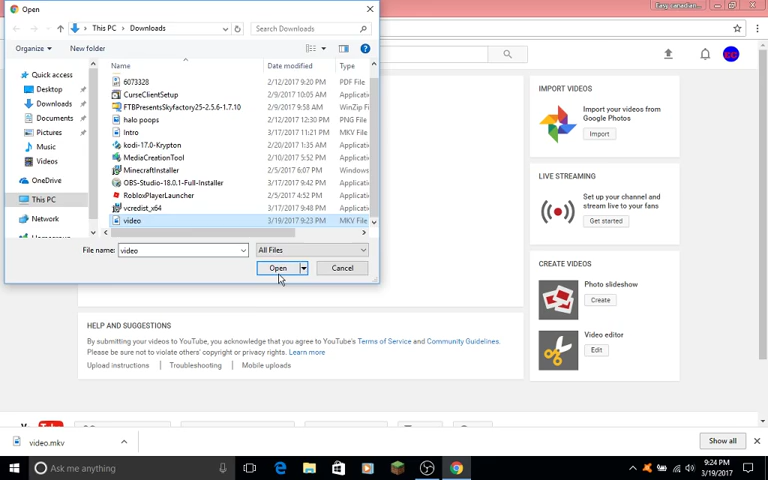 Open
Easy panadian...
This PC > Downloads
Search Downloads
Organize
New folder
Name
Date modified
Type
Quick access
Desktop
Downloads
Documents
Pictures
Music
Videos
OneDrive
This PC
Network
6073328 2/12/2017 9:20 PM PDF File
CurseClientSetup 2/9/2017 10:05 AM Applicati
FTBPresentsSkyfactory25-2.5.6-1.7.10 2/9/2017 9:58 AM WinZip F
halo poops 2/12/2017 12:30 PM PNG File
Intro 3/17/2017 11:21 PM MKV File
kodi-17.0-Krypton 2/20/2017 1:35 AM Applicati
MediaCreationTool 2/10/2017 5:52 PM Applicati
MinecraftInstaller 2/5/2017 6:07 PM Windows
OBS-Studio-18.0.1-Full-Installer 3/17/2017 9:42 PM Applicati
RobloxPlayerLauncher 2/5/2017 4:52 PM Applicati
vcredist_x64 3/17/2017 9:48 PM Applicati
video 3/19/2017 9:23 PM MKV File
File name: video
All Files
Open
Cancel
IMPORT VIDEOS
Import your videos from
Google Photos
Import
LIVE STREAMING
Set up your channel and
stream live to your fans
Get started
CREATE VIDEOS
Photo slideshow
Create
Video editor
Edit
HELP AND SUGGESTIONS
By submitting your videos to YouTube, you acknowledge that you agree to YouTube's Terms of Service and Community Guidelines.
Please be sure not to violate others' copyright or privacy rights. Learn more
Upload instructions | Troubleshooting | Mobile uploads
video.mkv
Show all
Ask me anything
9:24 PM
3/19/2017